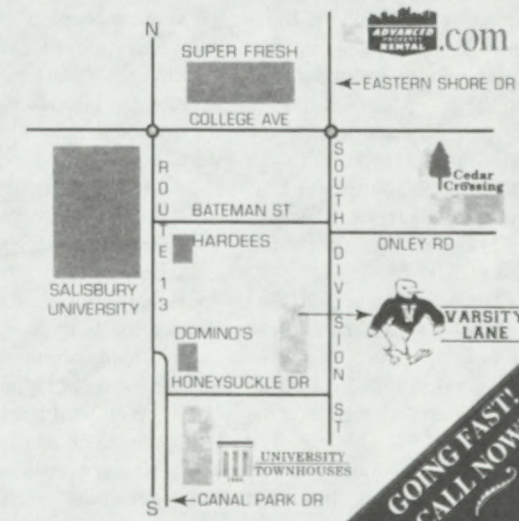 N
ADVANCED
PROPERTY
RENTAL
.com
SUPER FRESH
EASTERN SHORE DR
COLLEGE AVE
ROUTE 13
SOUTH DIVISION ST
Cedar
Crossing
BATEMAN ST
ONLEY RD
HARDEES
SALISBURY
UNIVERSITY
V
VARSITY
LANE
DOMINO'S
HONEYSUCKLE DR
UNIVERSITY
TOWNHOUSES
CANAL PARK DR
S
GOING FAST!
CALL NOW